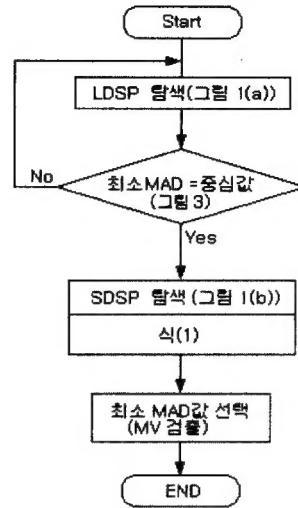 Start
LDSP 탐색(그림 1(a))
최소MAD =중심값
(그림 3)
No
Yes
SDSP 탐색 (그림 1(b))
식(1)
최소 MAD값 선택
(MV 검출)
END